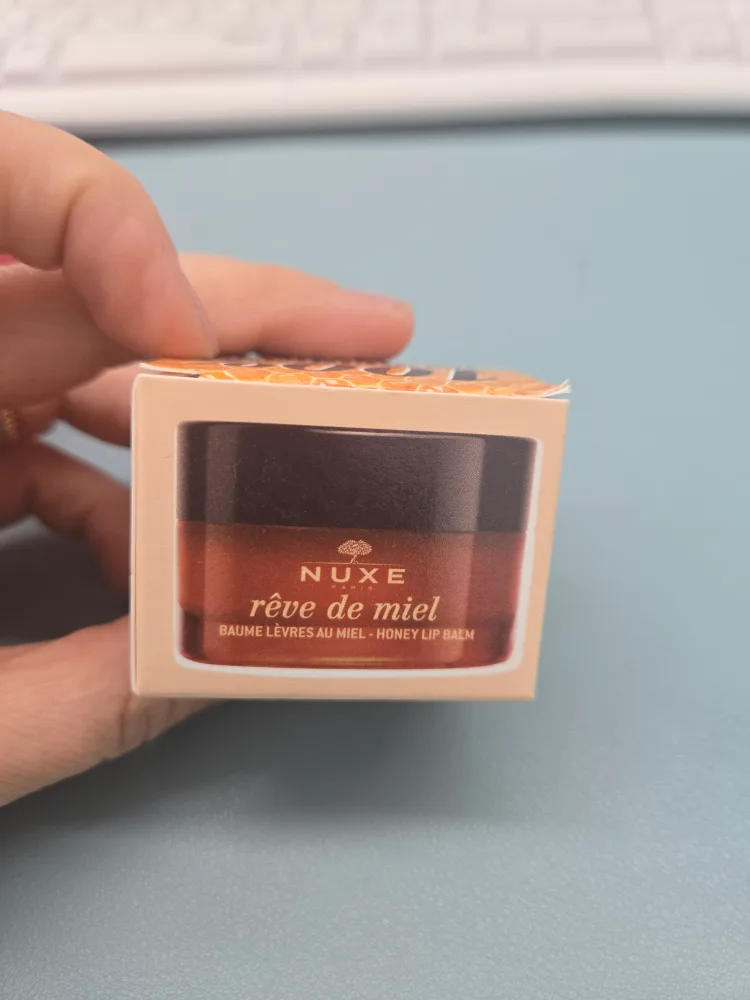 NUXE
PARIS
rêve de miel
BAUME LÈVRES AU MIEL - HONEY LIP BALM